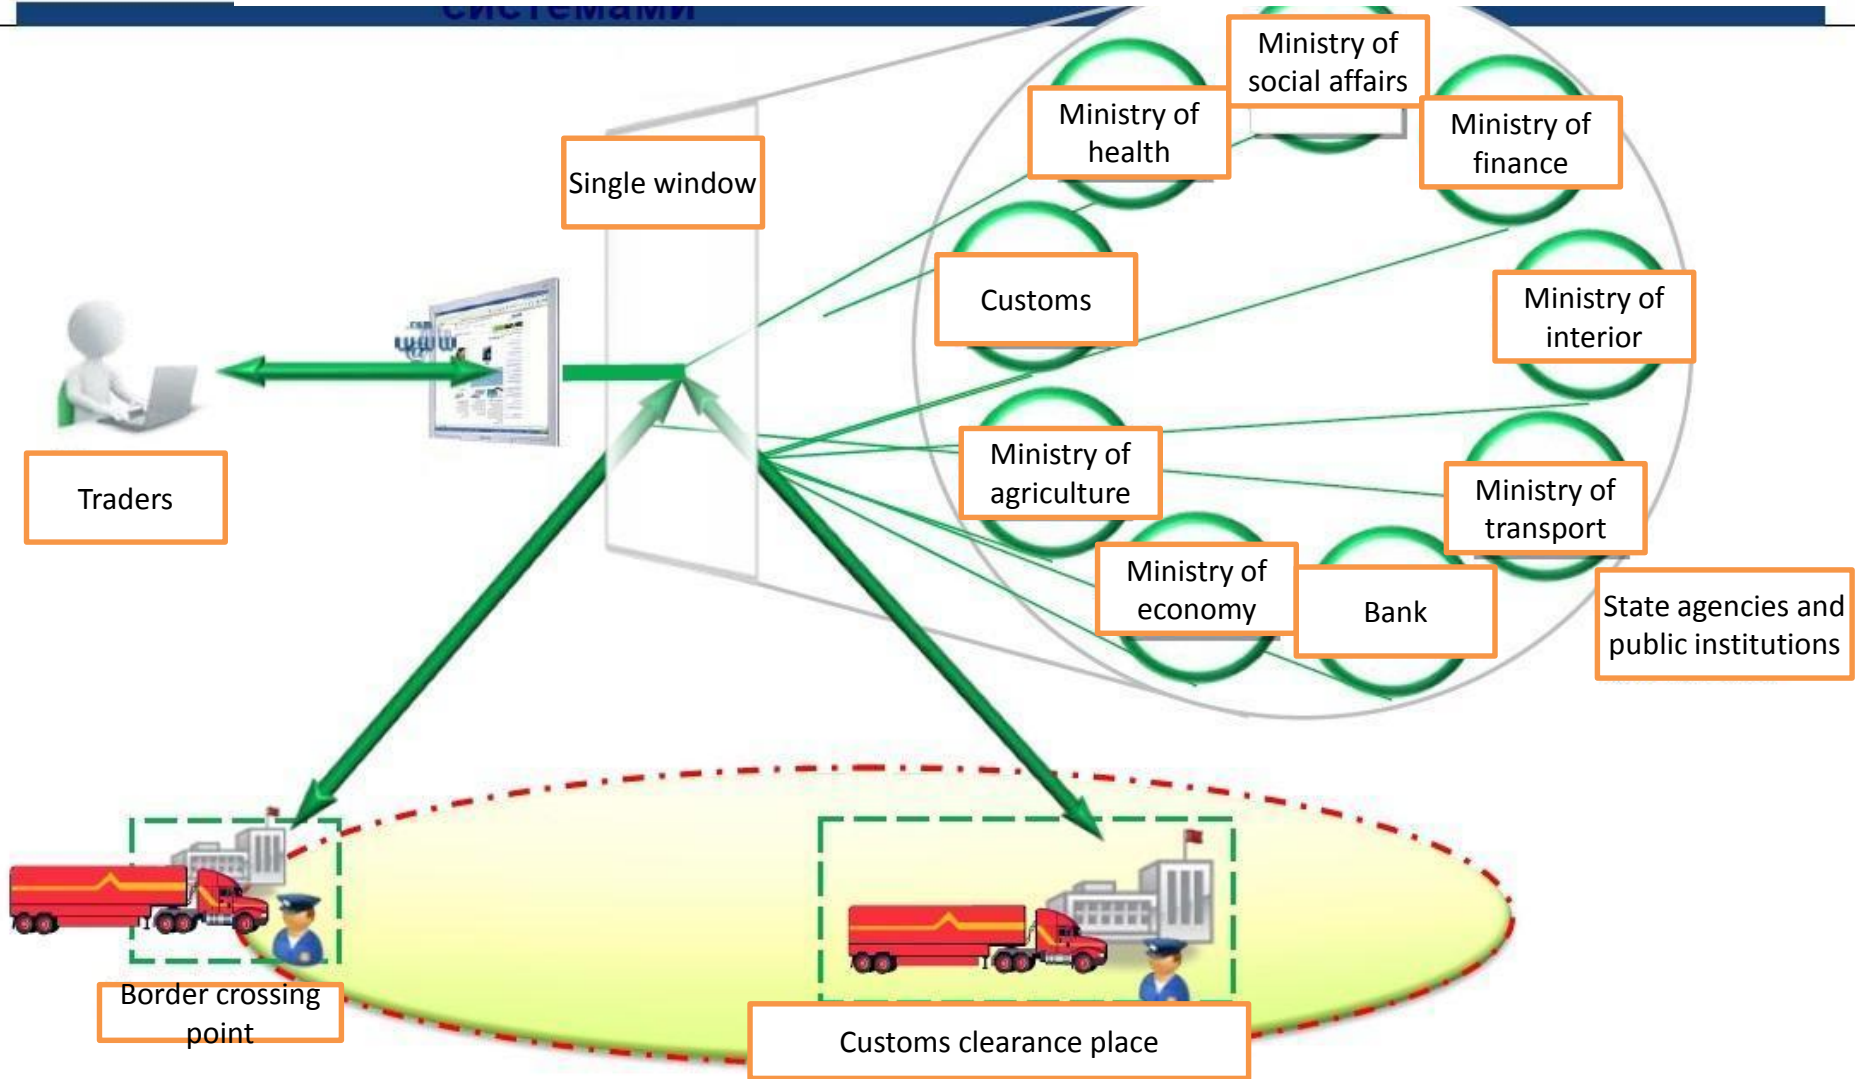 системами
Ministry of
social affairs
Ministry of
health
Ministry of
finance
Single window
Customs
Ministry of
interior
Ministry of
agriculture
Traders
Ministry of
transport
Ministry of
economy
Bank
State agencies and
public institutions
Border crossing
point
Customs clearance place